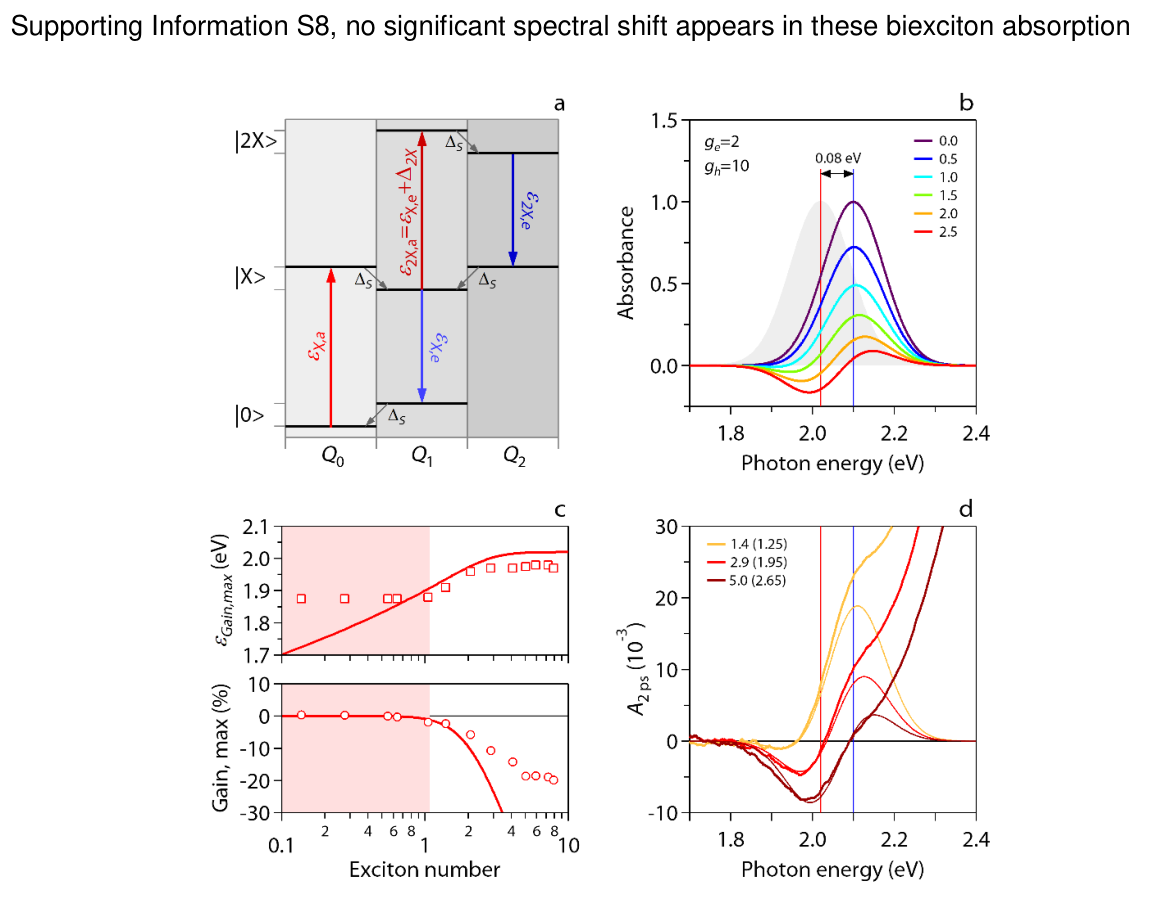 Supporting Information S8, no significant spectral shift appears in these biexciton absorption
a
|2X>
|X>
|0>
ΔS
ε2X,a=εX,e+Δ2X
ε2X,e
ΔS
ΔS
εX,a
εX,e
ΔS
Q0
Q1
Q2
b
ge=2
gh=10
0.08 eV
0.0
0.5
1.0
1.5
2.0
2.5
Absorbance
1.5
1.0
0.5
0.0
1.8
2.0
2.2
2.4
Photon energy (eV)
c
εGain,max (eV)
2.1
2.0
1.9
1.8
1.7
Gain, max (%)
10
0
-10
-20
-30
0.1
2
4
6
8
1
2
4
6
8
10
Exciton number
d
1.4 (1.25)
2.9 (1.95)
5.0 (2.65)
A2 ps (10-3)
30
20
10
0
-10
1.8
2.0
2.2
2.4
Photon energy (eV)